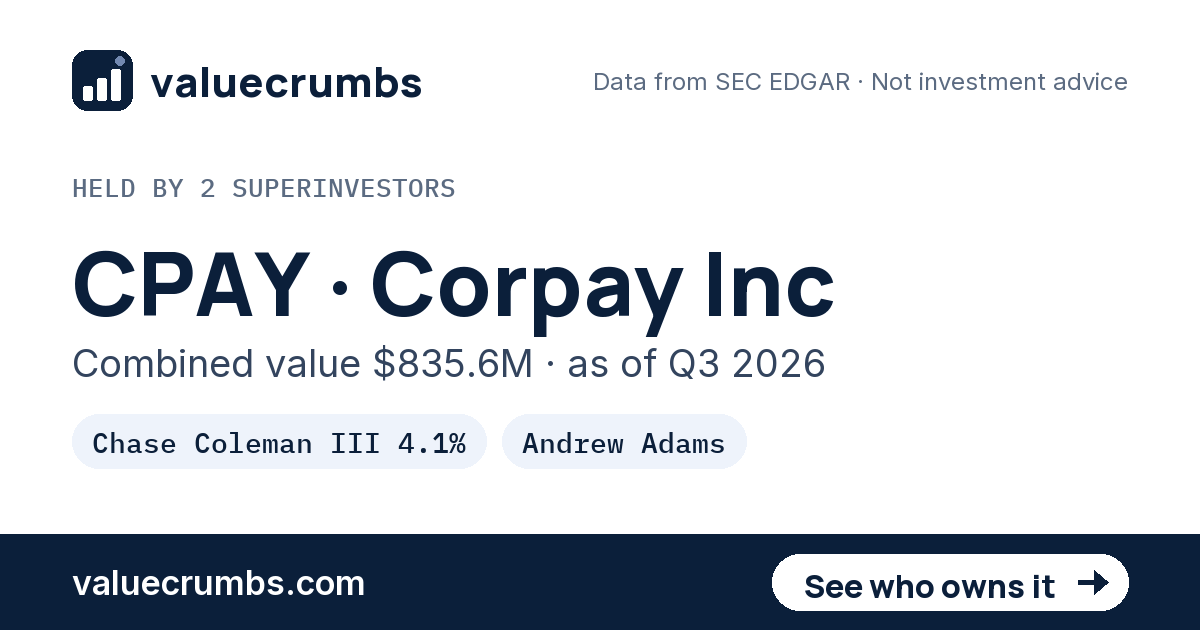 valuecrumbs
Data from SEC EDGAR · Not investment advice
HELD BY 2 SUPERINVESTORS
CPAY · Corpay Inc
Combined value $835.6M · as of Q3 2026
Chase Coleman III 4.1%
Andrew Adams
valuecrumbs.com
See who owns it →